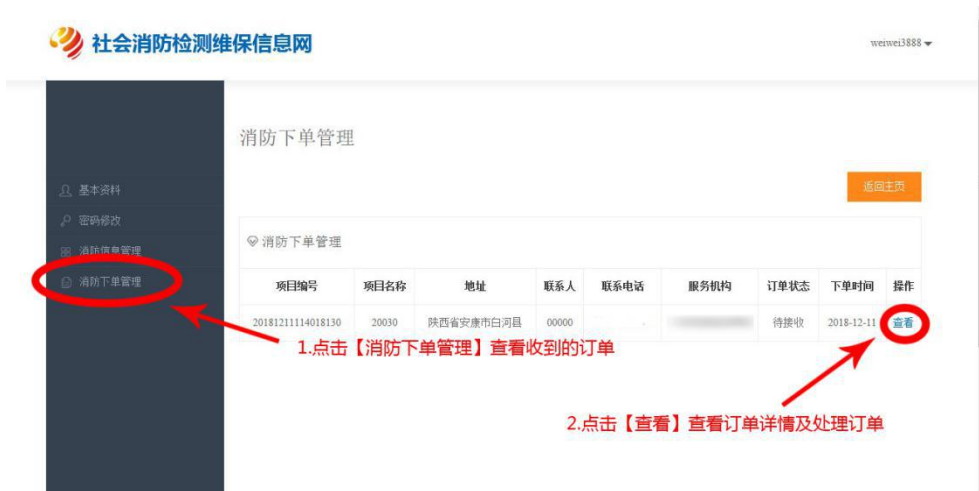 社会消防检测维保信息网
weiwei3888
消防下单管理
返回主页
基本资料
密码修改
消防信息管理
消防下单管理
消防下单管理
项目编号 项目名称 地址 联系人 联系电话 服务机构 订单状态 下单时间 操作
20181211114018130 20030 陕西省安康市白河县 00000 待接收 2018-12-11 查看
1.点击【消防下单管理】查看收到的订单
2.点击【查看】查看订单详情及处理订单